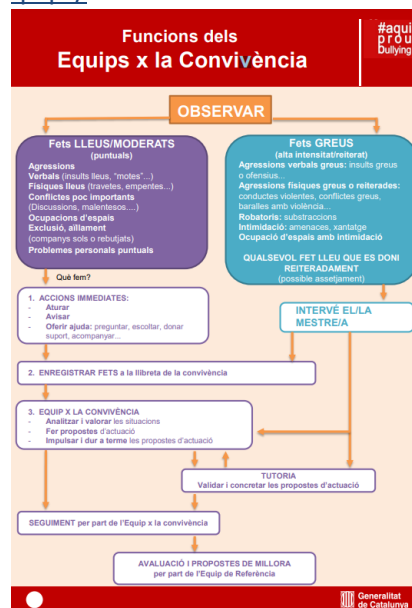 Funcions dels
Equips x la Convivència
#aquí
prou
bullying
OBSERVAR
Fets LLEUS/MODERATS
(puntuals)
Agressions
Verbals (insults lleus, “motes”...)
Físiques lleus (travetes, empentes...)
Conflictes poc importants
(Discussions, malentesos....)
Ocupacions d'espais
Exclusió, aïllament
(companys sols o rebutjats)
Problemes personals puntuals
Fets GREUS
(alta intensitat/reiterat)
Agressions verbals greus: insults greus
o ofensius...
Agressions físiques greus o reiterades:
conductes violentes, conflictes greus,
baralles amb violència...
Robatoris: substraccions
Intimidació: amenaces, xantatge
Ocupació d'espais amb intimidació
QUALSEVOL FET LLEU QUE ES DONI
REITERADAMENT
(possible assetjament)
Què fem?
1. ACCIONS IMMEDIATES:
- Aturar
- Avisar
- Oferir ajuda: preguntar, escoltar, donar
suport, acompanyar...
INTERVÉ EL/LA
MESTRE/A
2. ENREGISTRAR FETS a la llibreta de la convivència
3. EQUIP X LA CONVIVÈNCIA
- Analitzar i valorar les situacions
- Fer propostes d'actuació
- Impulsar i dur a terme les propostes d'actuació
TUTORIA
Validar i concretar les propostes d'actuació
SEGUIMENT per part de l'Equip x la convivència
AVALUACIÓ I PROPOSTES DE MILLORA
per part de l'Equip de Referència
Generalitat
de Catalunya